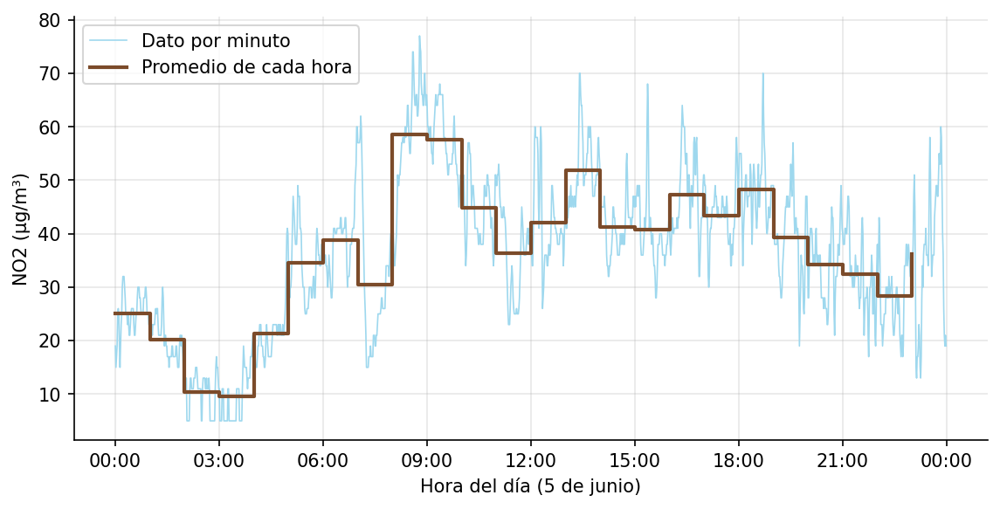 80
70
60
50
40
30
20
10
NO2 (µg/m³)
Dato por minuto
Promedio de cada hora
00:00 03:00 06:00 09:00 12:00 15:00 18:00 21:00 00:00
Hora del día (5 de junio)